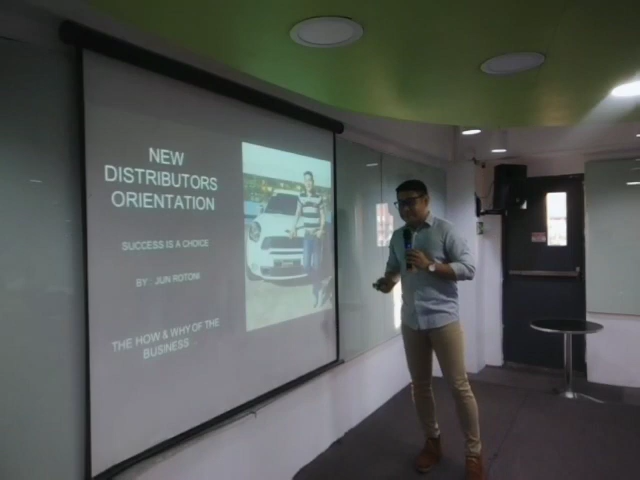 NEW
DISTRIBUTORS
ORIENTATION
SUCCESS IS A CHOICE
BY : JUN ROTONI
THE HOW & WHY OF THE
BUSINESS